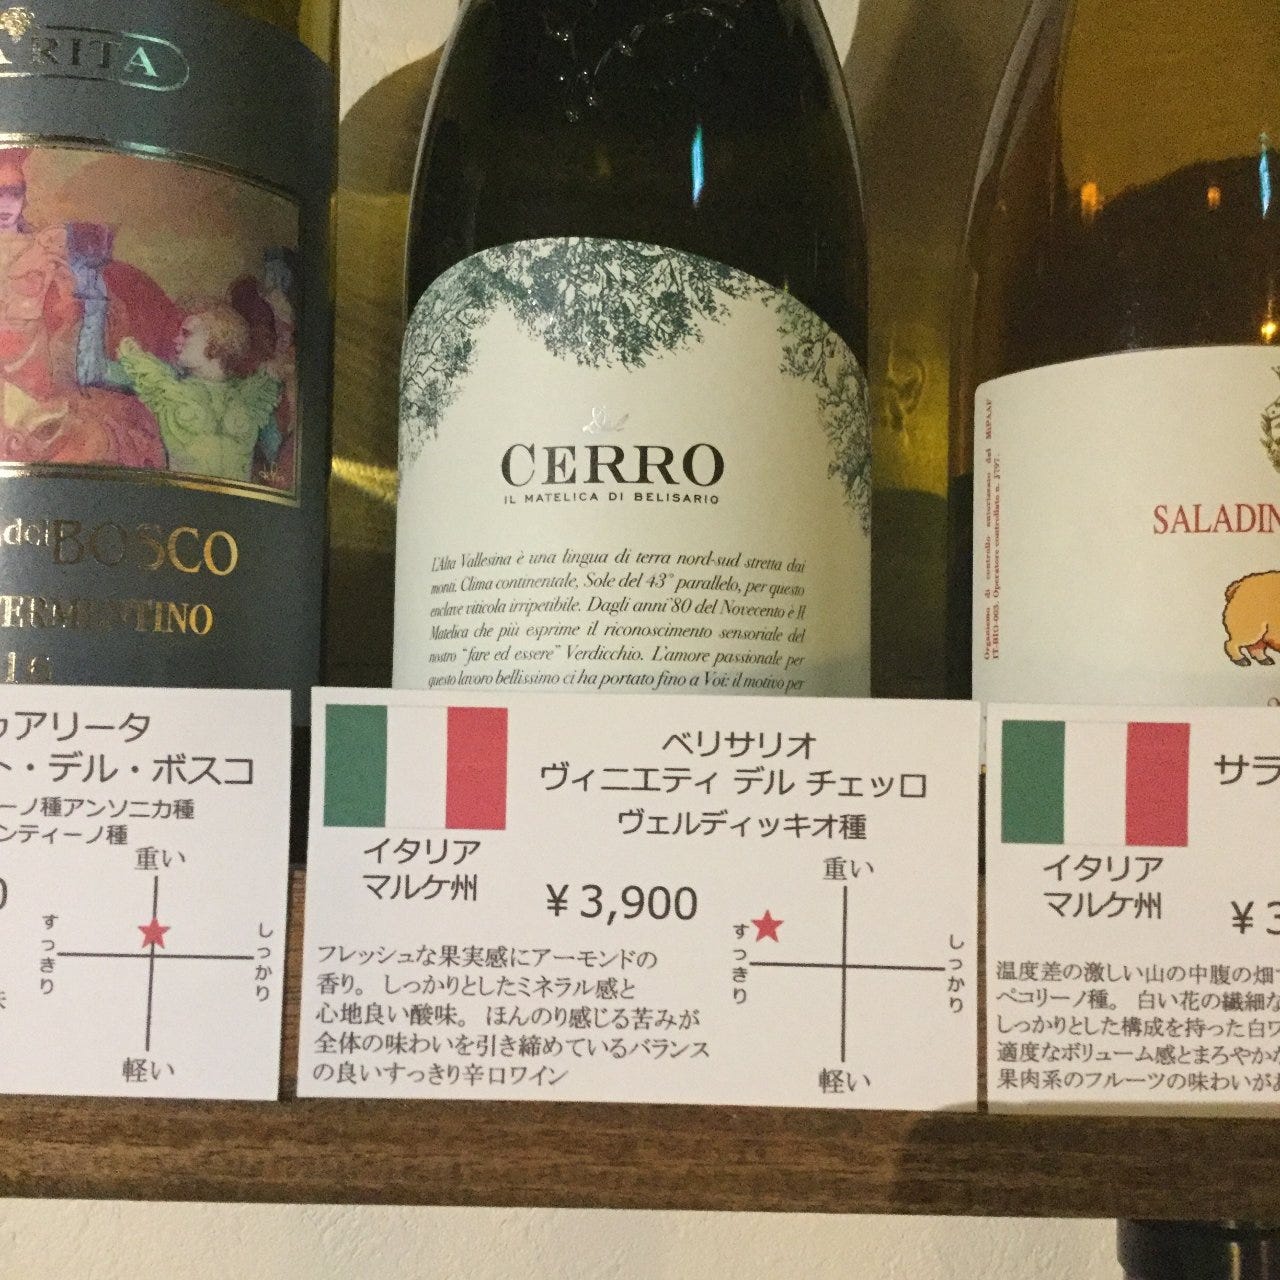 RITA
del BOSCO
VERMENTINO
Del
CERRO
IL MATELICA DI BELISARIO
L'Alta Vallesina è una lingua di terra nord-sud stretta dai
monti. Clima continentale, Sole del 43° parallelo, per questo
enclave viticola irripetibile. Dagli anni '80 del Novecento è Il
Matelica che più esprime il riconoscimento sensoriale del
nostro "fare ed essere" Verdicchio. L'amore passionale per
questo lavoro bellissimo ci ha portato fino a Voi: il motivo per
Organismo di controllo autorizzato dal MiPAAF
IT-BIO-003. Operatore controllato n. J797.
SALADIN
ゥアリータ
ト・デル・ボスコ
ーノ種アンソニカ種
ンティーノ種
重い
すっきり
しっかり
軽い
ベリサリオ
ヴィニエティ デル チェッロ
ヴェルディッキオ種
イタリア
マルケ州
¥3,900
重い
すっきり
しっかり
軽い
フレッシュな果実感にアーモンドの
香り。 しっかりとしたミネラル感と
心地良い酸味。 ほんのり感じる苦みが
全体の味わいを引き締めているバランス
の良いすっきり辛口ワイン
サラ
イタリア
マルケ州
¥3
温度差の激しい山の中腹の畑で
ペコリーノ種。 白い花の繊細な
しっかりとした構成を持った白ワ
適度なボリューム感とまろやかな
果肉系のフルーツの味わいがあ